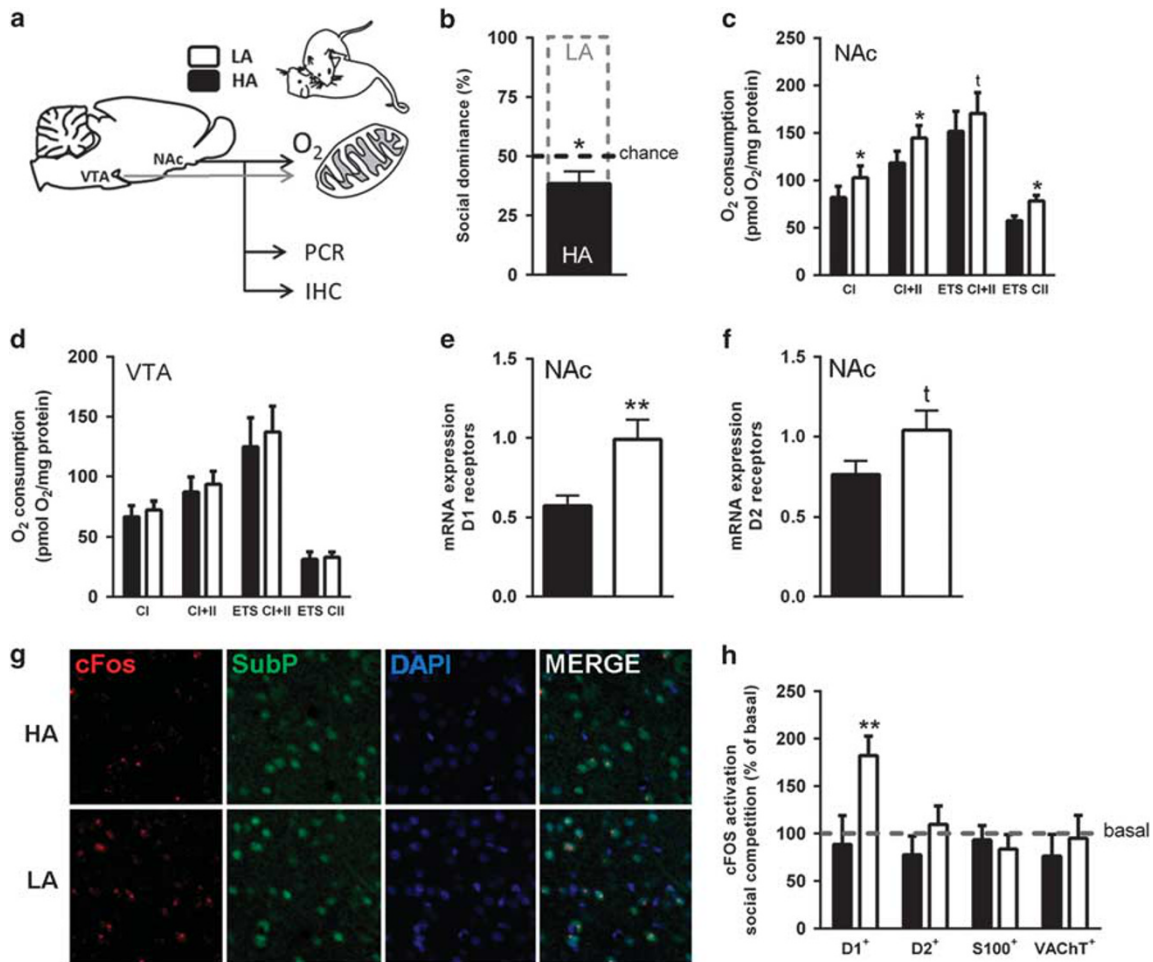 a
LA
HA
NAc
VTA
O₂
PCR
IHC
b
Social dominance (%)
100
75
50
25
0
LA
*
chance
HA
c
NAc
O₂ consumption
(pmol O₂/mg protein)
250
200
150
100
50
0
*
*
t
*
CI
CI+II
ETS CI+II
ETS CII
d
VTA
O₂ consumption
(pmol O₂/mg protein)
200
150
100
50
0
CI
CI+II
ETS CI+II
ETS CII
e
NAc
mRNA expression
D1 receptors
1.5
1.0
0.5
0.0
**
f
NAc
mRNA expression
D2 receptors
1.5
1.0
0.5
0.0
t
g
cFos
SubP
DAPI
MERGE
HA
LA
h
cFOS activation
social competition (% of basal)
250
200
150
100
50
0
**
basal
D1⁺
D2⁺
S100⁺
VAChT⁺